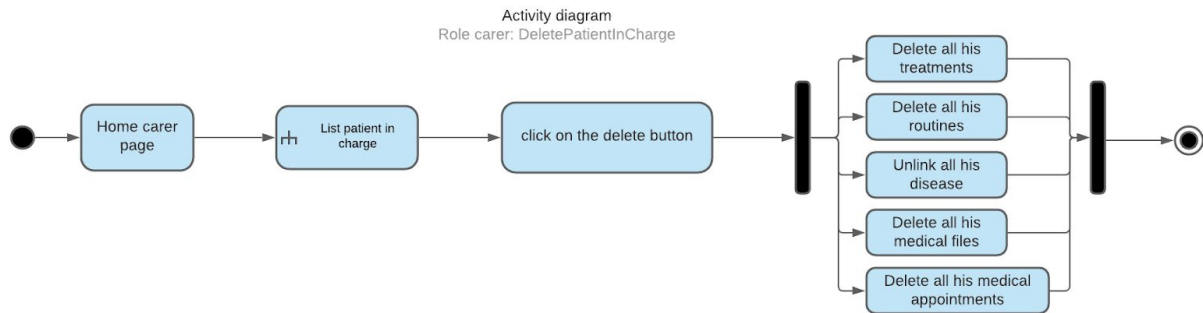 Activity diagram
Role carer: DeletePatientInCharge
Home carer
page
List patient in
charge
click on the delete button
Delete all his
treatments
Delete all his
routines
Unlink all his
disease
Delete all his
medical files
Delete all his medical
appointments